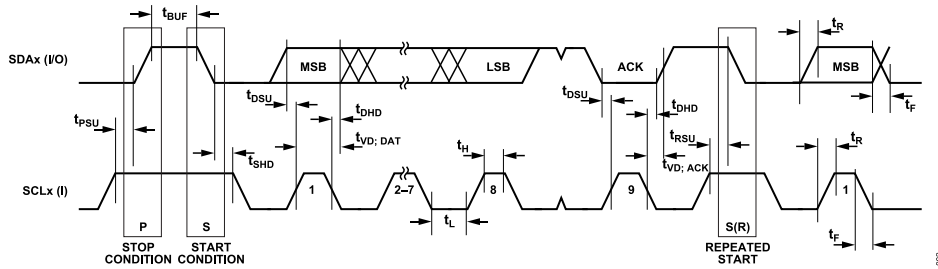 tBUF
tR
SDAx (I/O)
MSB
LSB
ACK
MSB
tDSU
tDHD
tDSU
tDHD
tF
tPSU
tVD; DAT
tRSU
tVD; ACK
tR
tSHD
tH
SCLx (I)
1
2–7
8
9
1
tL
tF
P
S
S(R)
STOP
CONDITION
START
CONDITION
REPEATED
START